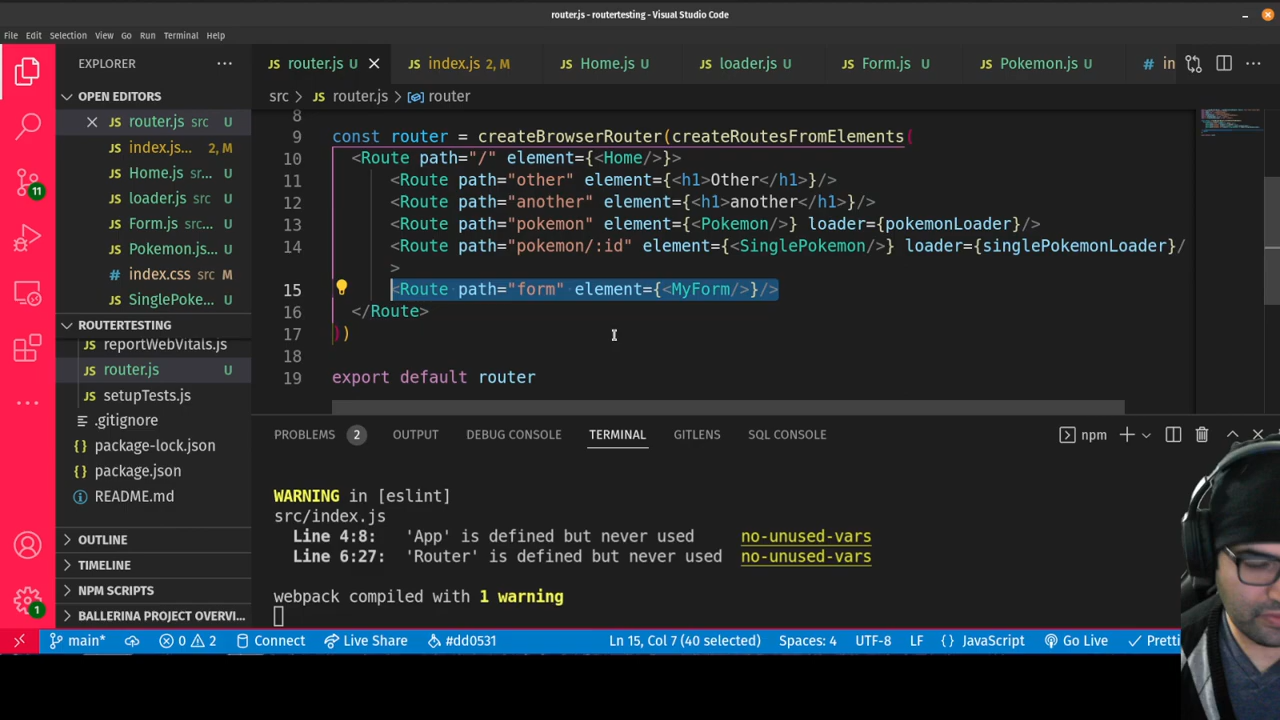 router.js - routertesting - Visual Studio Code
File Edit Selection View Go Run Terminal Help
EXPLORER
OPEN EDITORS
router.js src U
index.js... 2, M
Home.js sr... U
loader.js src U
Form.js src U
Pokemon.js... U
index.css src M
SinglePoke... U
ROUTERTESTING
reportWebVitals.js
router.js U
setupTests.js
.gitignore
package-lock.json
package.json
README.md
OUTLINE
TIMELINE
NPM SCRIPTS
BALLERINA PROJECT OVERVI...
11
1
router.js U index.js 2, M Home.js U loader.js U Form.js U Pokemon.js U in
src > router.js > router
8
9 const router = createBrowserRouter(createRoutesFromElements(
10 <Route path="/" element={<Home/>}>
11 <Route path="other" element={<h1>Other</h1>}/>
12 <Route path="another" element={<h1>another</h1>}/>
13 <Route path="pokemon" element={<Pokemon/>} loader={pokemonLoader}/>
14 <Route path="pokemon/:id" element={<SinglePokemon/>} loader={singlePokemonLoader}/
>
15 <Route path="form" element={<MyForm/>}/>
16 </Route>
17 ))
18
19 export default router
PROBLEMS 2 OUTPUT DEBUG CONSOLE TERMINAL GITLENS SQL CONSOLE npm
WARNING in [eslint]
src/index.js
Line 4:8: 'App' is defined but never used no-unused-vars
Line 6:27: 'Router' is defined but never used no-unused-vars
webpack compiled with 1 warning
main* 0 2 Connect Live Share #dd0531 Ln 15, Col 7 (40 selected) Spaces: 4 UTF-8 LF {} JavaScript Go Live Pretti